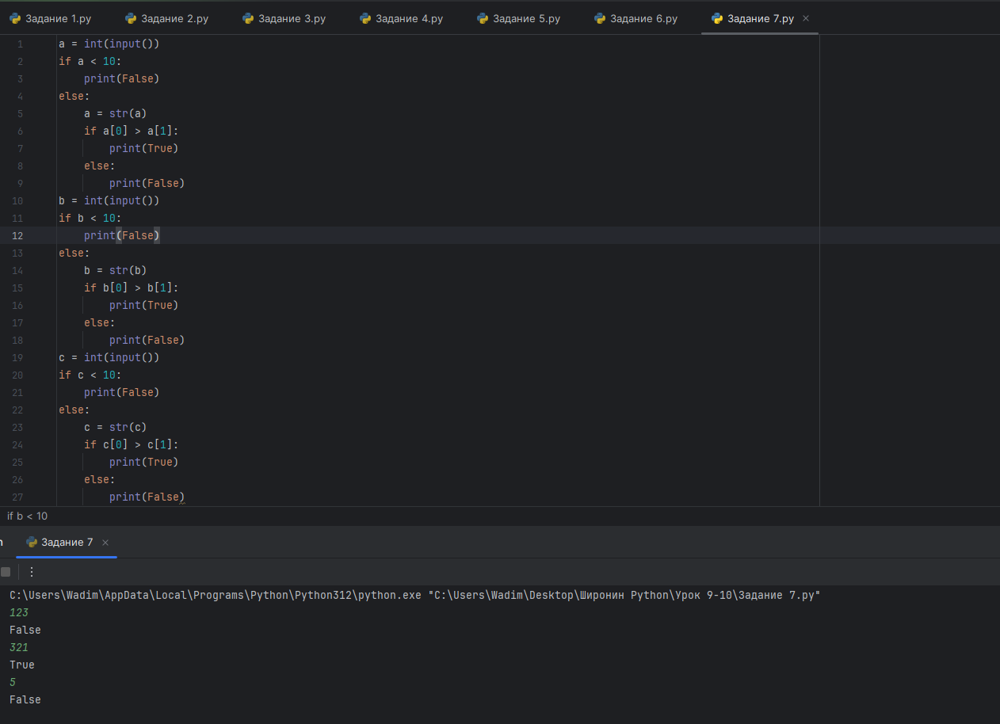 Задание 1.py Задание 2.py Задание 3.py Задание 4.py Задание 5.py Задание 6.py Задание 7.py ×
1 a = int(input())
2 if a < 10:
3     print(False)
4 else:
5     a = str(a)
6     if a[0] > a[1]:
7         print(True)
8     else:
9         print(False)
10 b = int(input())
11 if b < 10:
12     print(False)
13 else:
14     b = str(b)
15     if b[0] > b[1]:
16         print(True)
17     else:
18         print(False)
19 c = int(input())
20 if c < 10:
21     print(False)
22 else:
23     c = str(c)
24     if c[0] > c[1]:
25         print(True)
26     else:
27         print(False)
if b < 10
n Задание 7 ×
C:\Users\Wadim\AppData\Local\Programs\Python\Python312\python.exe "C:\Users\Wadim\Desktop\Широнин Python\Урок 9-10\Задание 7.py"
123
False
321
True
5
False